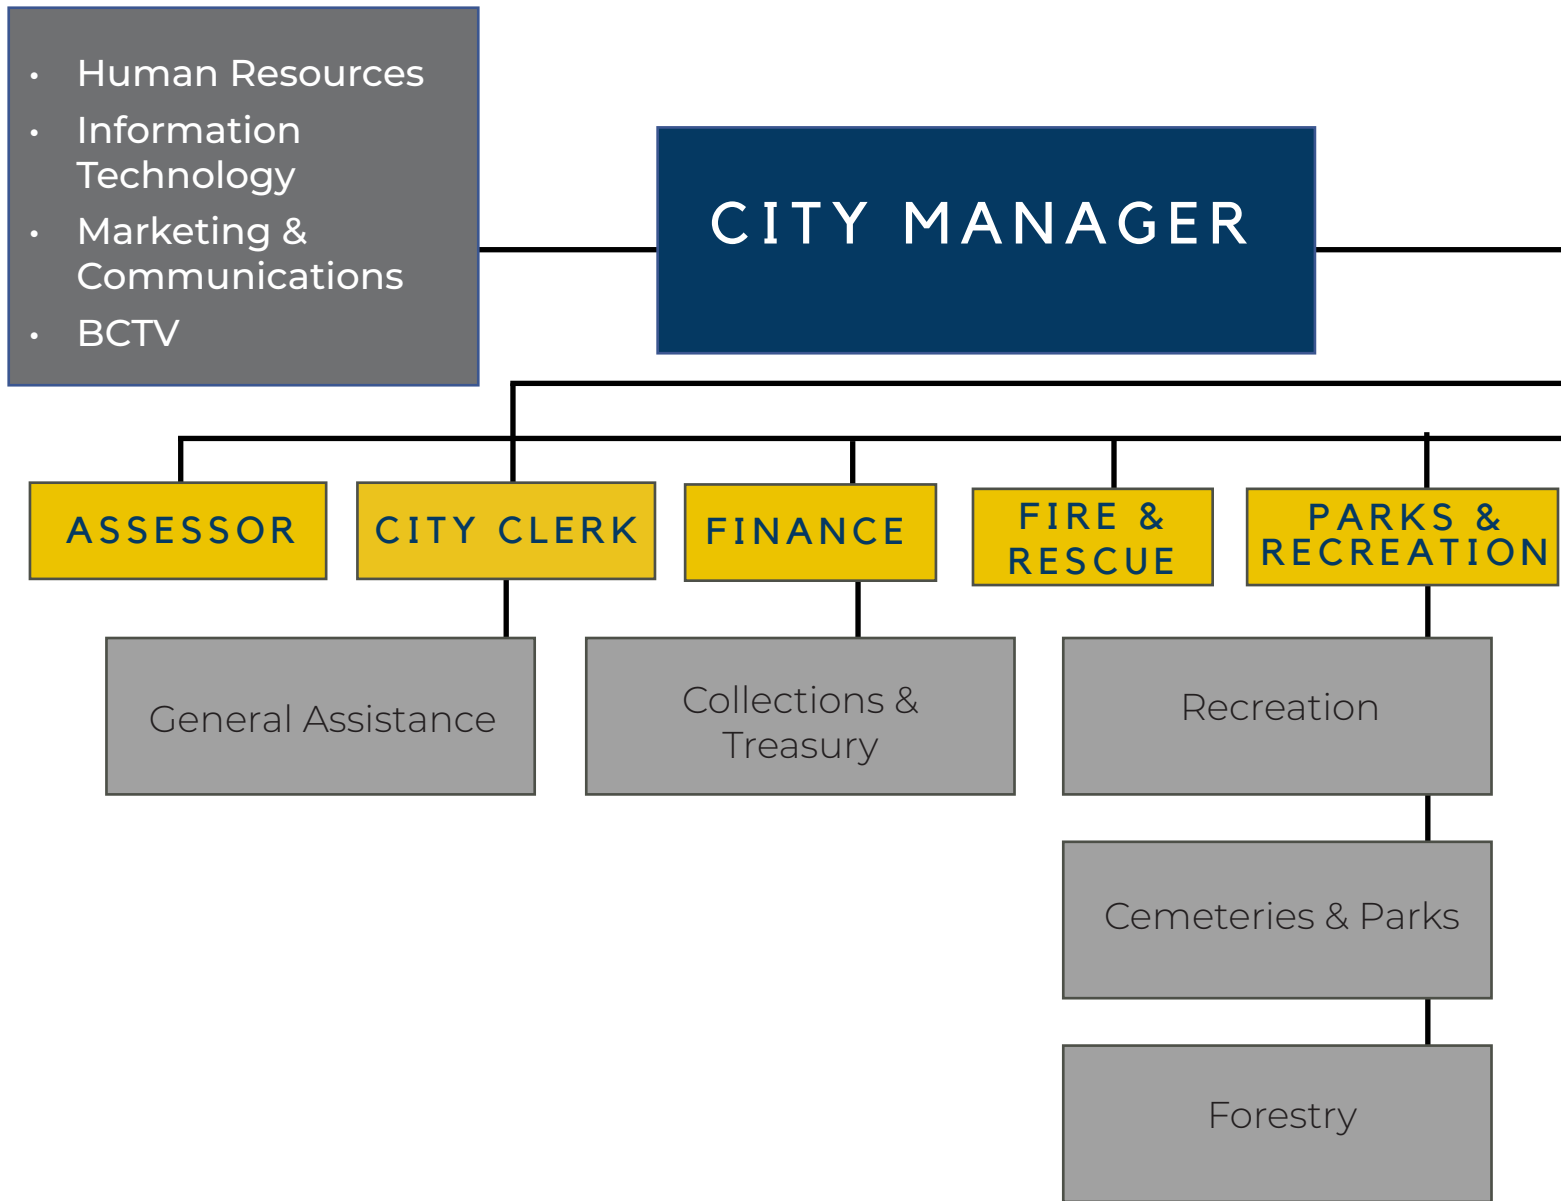 • Human Resources
• Information
Technology
• Marketing &
Communications
• BCTV
CITY MANAGER
ASSESSOR
CITY CLERK
FINANCE
FIRE &
RESCUE
PARKS &
RECREATION
General Assistance
Collections &
Treasury
Recreation
Cemeteries & Parks
Forestry